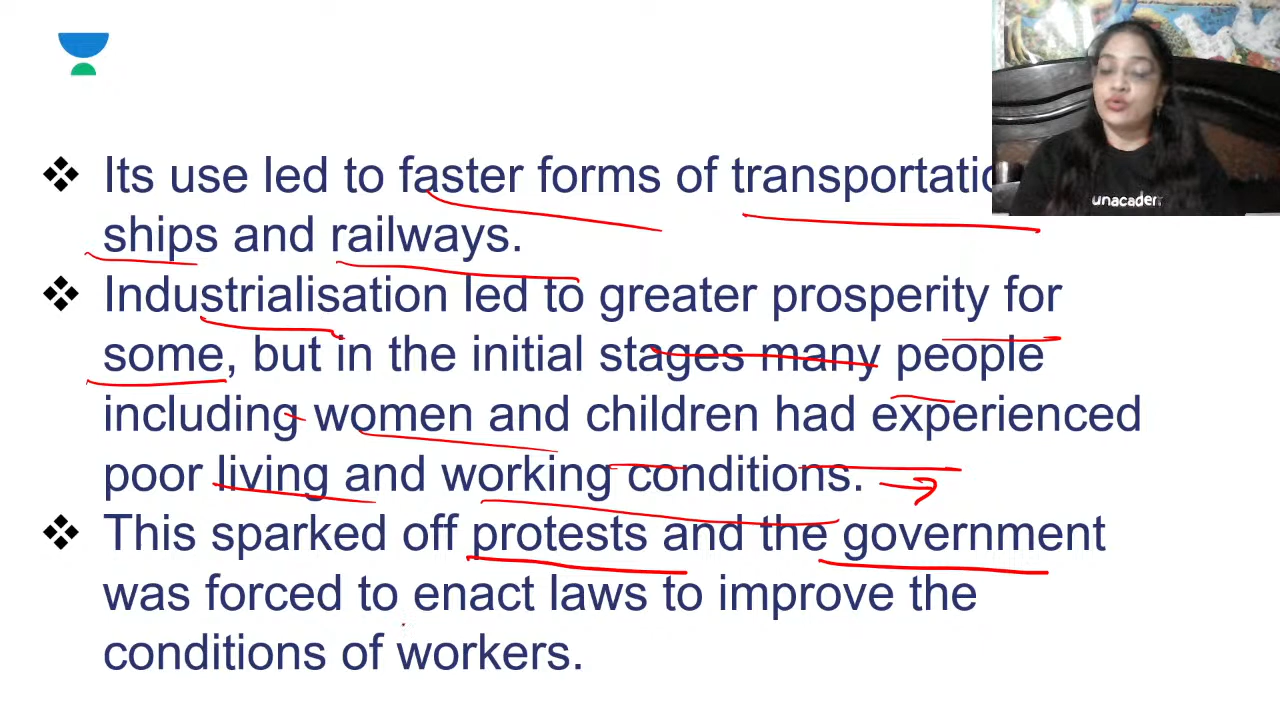 ❖ Its use led to faster forms of transportatio
ships and railways.
❖ Industrialisation led to greater prosperity for
some, but in the initial stages many people
including women and children had experienced
poor living and working conditions.
❖ This sparked off protests and the government
was forced to enact laws to improve the
conditions of workers.
unacadem